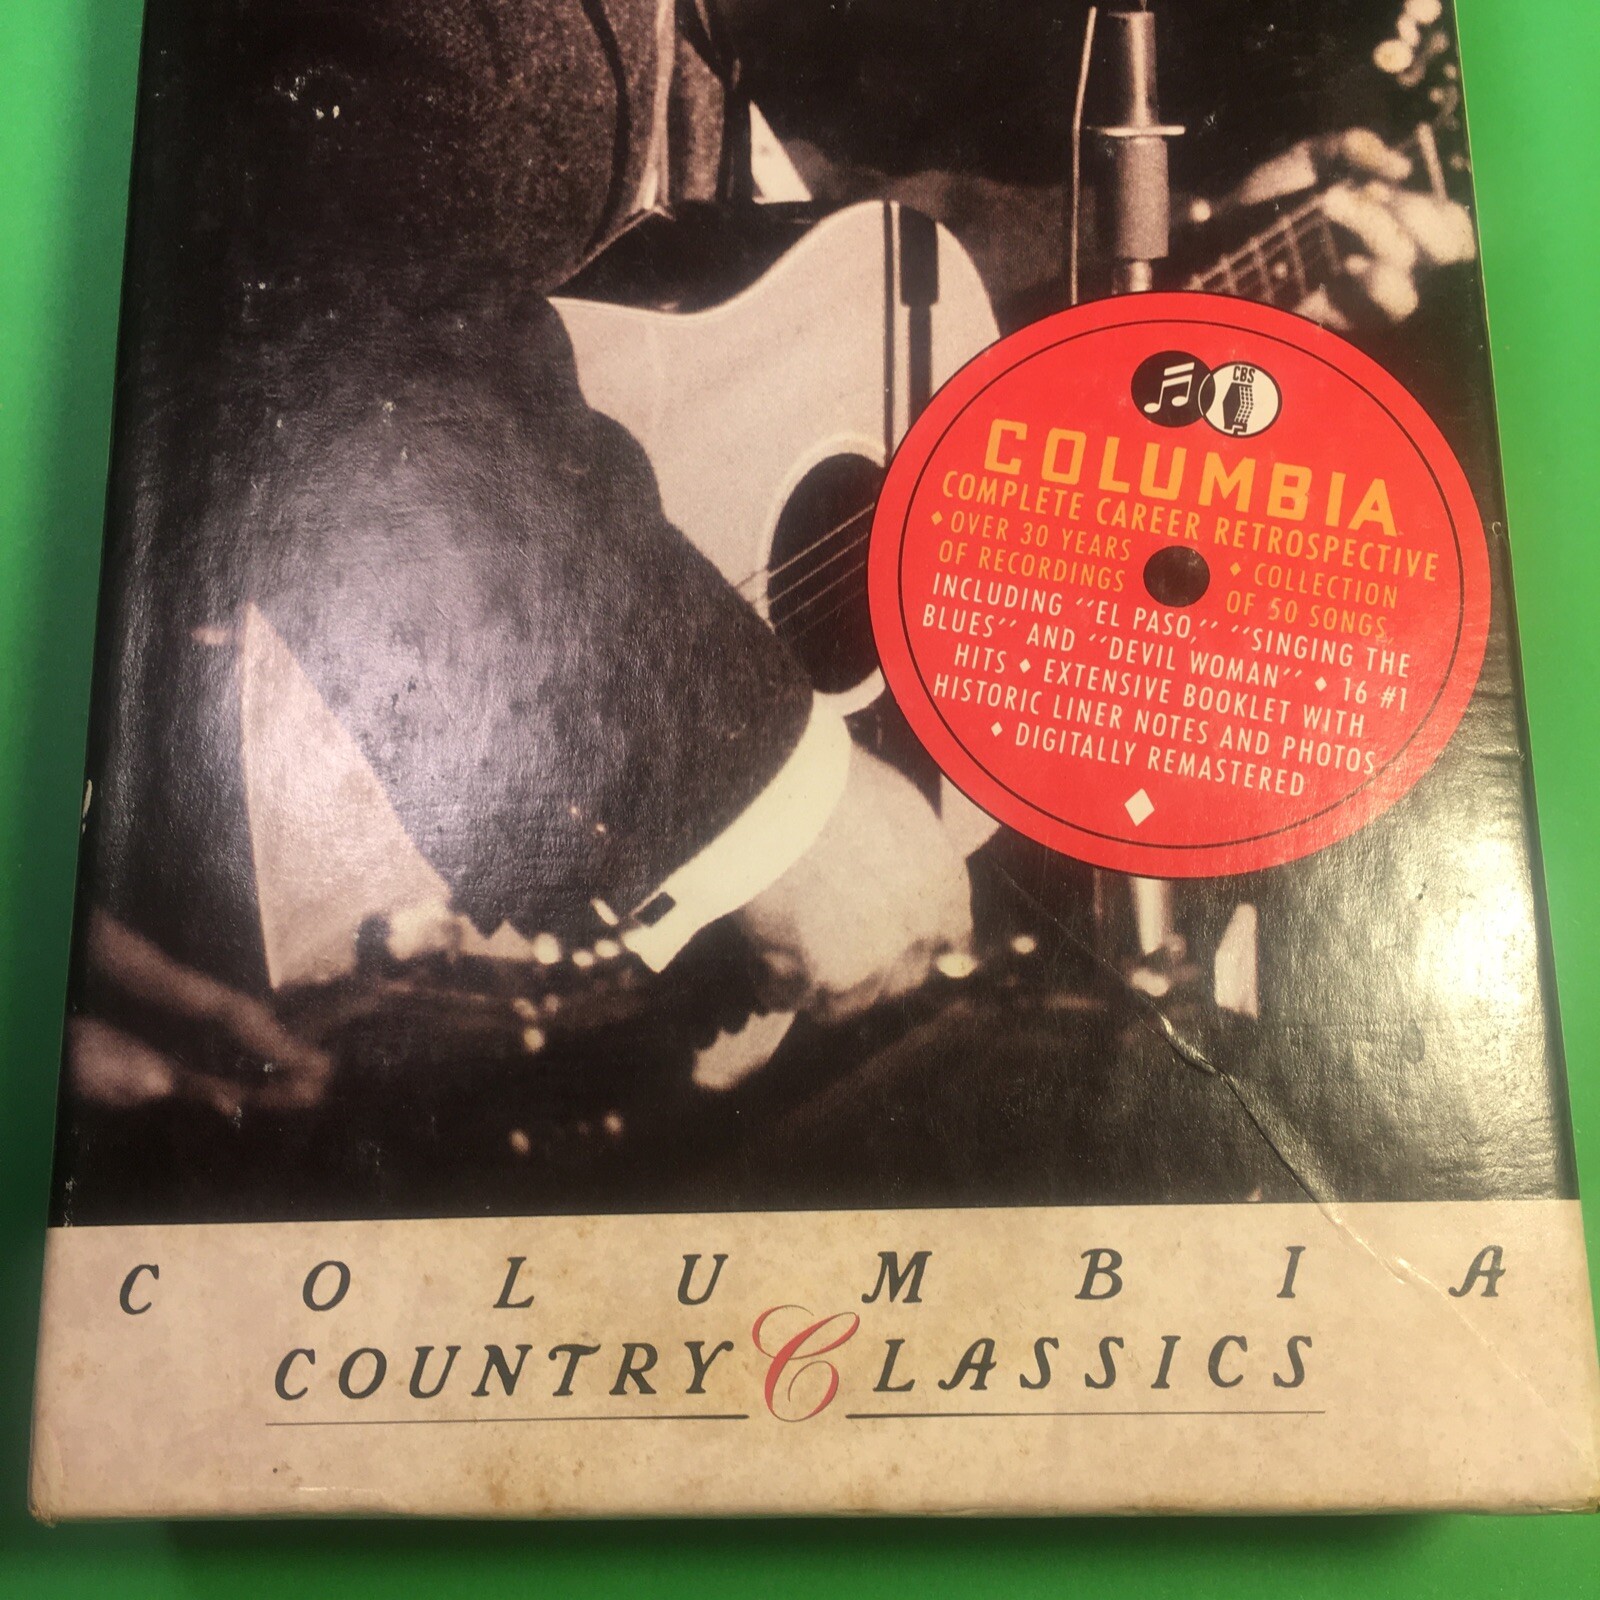 CBS
COLUMBIA
COMPLETE CAREER RETROSPECTIVE
♦ OVER 30 YEARS
OF RECORDINGS
♦ COLLECTION
OF 50 SONGS,
INCLUDING "EL PASO," "SINGING THE
BLUES" AND "DEVIL WOMAN" ♦ 16 #1
HITS ♦ EXTENSIVE BOOKLET WITH
HISTORIC LINER NOTES AND PHOTOS
♦ DIGITALLY REMASTERED
COLUMBIA
COUNTRY CLASSICS